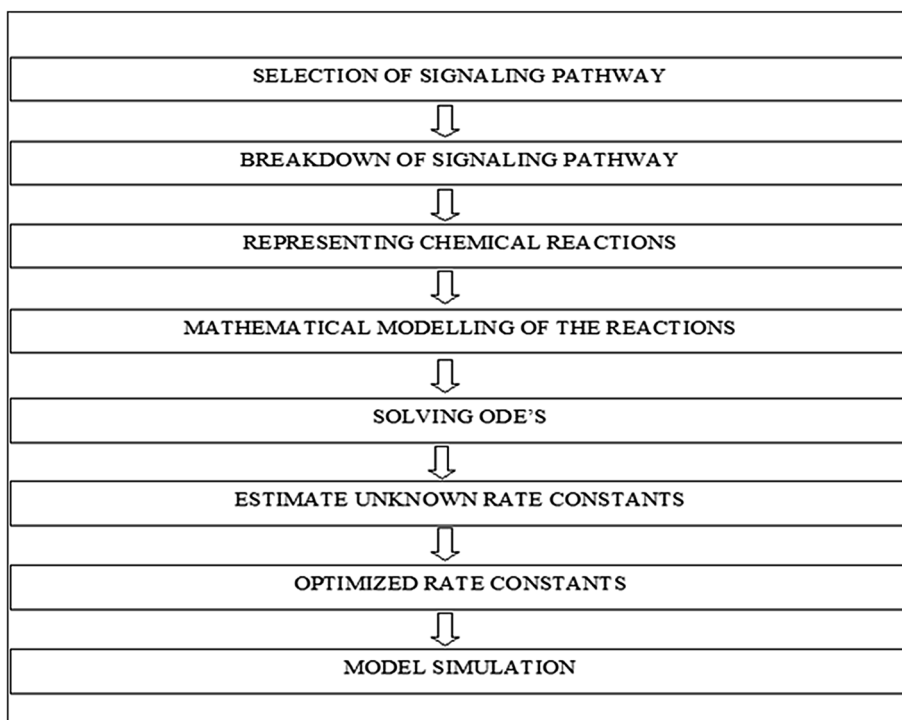 SELECTION OF SIGNALING PATHWAY
BREAKDOWN OF SIGNALING PATHWAY
REPRESENTING CHEMICAL REACTIONS
MATHEMATICAL MODELLING OF THE REACTIONS
SOLVING ODE'S
ESTIMATE UNKNOWN RATE CONSTANTS
OPTIMIZED RATE CONSTANTS
MODEL SIMULATION